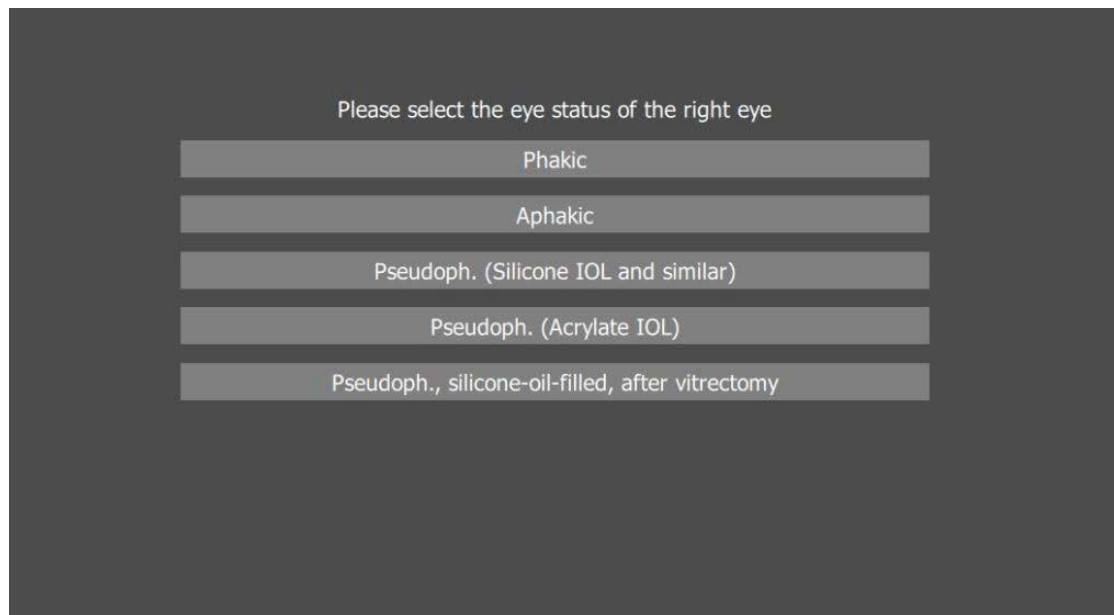 Please select the eye status of the right eye
Phakic
Aphakic
Pseudoph. (Silicone IOL and similar)
Pseudoph. (Acrylate IOL)
Pseudoph., silicone-oil-filled, after vitrectomy